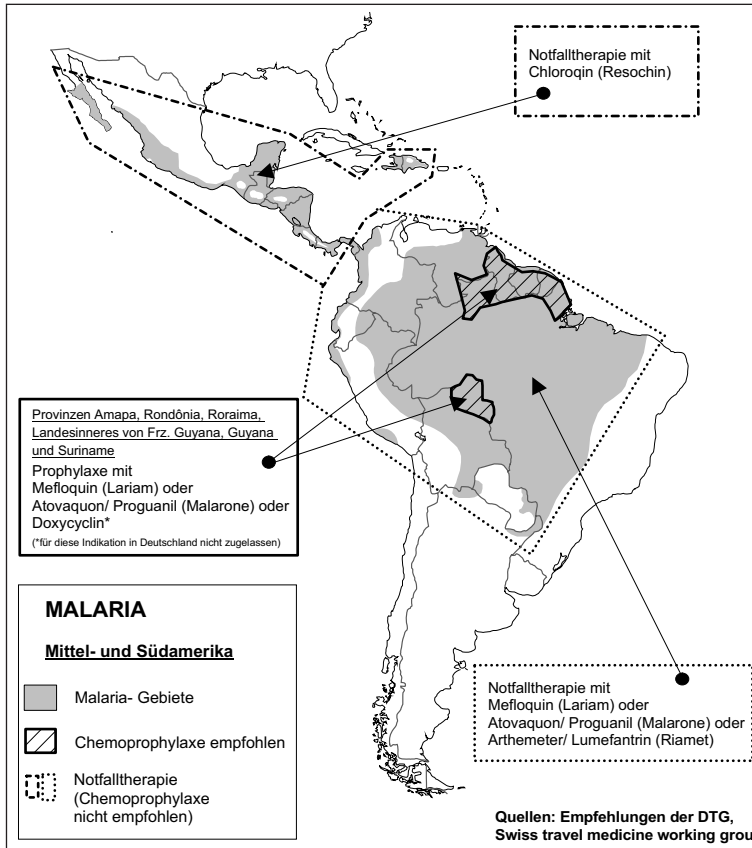 Notfalltherapie mit
Chloroqin (Resochin)
Provinzen Amapa, Rondônia, Roraima,
Landesinneres von Frz. Guyana, Guyana
und Suriname
Prophylaxe mit
Mefloquin (Lariam) oder
Atovaquon/ Proguanil (Malarone) oder
Doxycyclin*
(*für diese Indikation in Deutschland nicht zugelassen)
MALARIA
Mittel- und Südamerika
Malaria- Gebiete
Chemoprophylaxe empfohlen
Notfalltherapie
(Chemoprophylaxe
nicht empfohlen)
Notfalltherapie mit
Mefloquin (Lariam) oder
Atovaquon/ Proguanil (Malarone) oder
Arthemeter/ Lumefantrin (Riamet)
Quellen: Empfehlungen der DTG,
Swiss travel medicine working grou